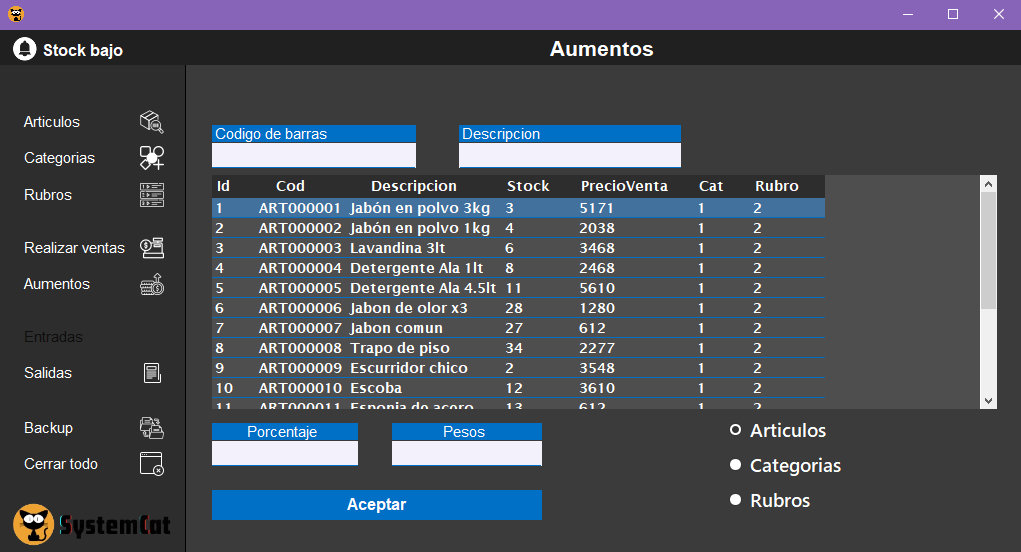 Stock bajo
Aumentos
Articulos
Categorias
Rubros
Realizar ventas
Aumentos
Entradas
Salidas
Backup
Cerrar todo
SystemCat
Codigo de barras Descripcion
Id Cod Descripcion Stock PrecioVenta Cat Rubro
1 ART000001 Jabón en polvo 3kg 3 5171 1 2
2 ART000002 Jabón en polvo 1kg 4 2038 1 2
3 ART000003 Lavandina 3lt 6 3468 1 2
4 ART000004 Detergente Ala 1lt 8 2468 1 2
5 ART000005 Detergente Ala 4.5lt 11 5610 1 2
6 ART000006 Jabon de olor x3 28 1280 1 2
7 ART000007 Jabon comun 27 612 1 2
8 ART000008 Trapo de piso 34 2277 1 2
9 ART000009 Escurridor chico 2 3548 1 2
10 ART000010 Escoba 12 3610 1 2
11 ART000011 Esponja de acero 13 612 1 2
Porcentaje Pesos
Aceptar
Articulos
Categorias
Rubros